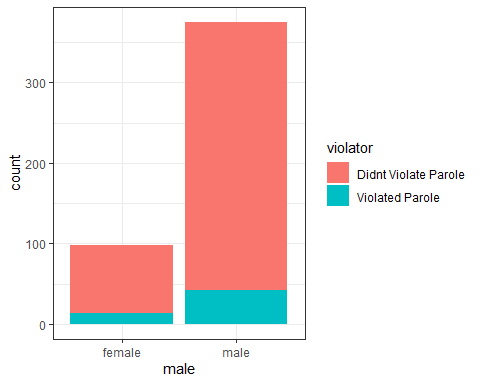 300
200
100
0
count
female
male
male
violator
Didnt Violate Parole
Violated Parole